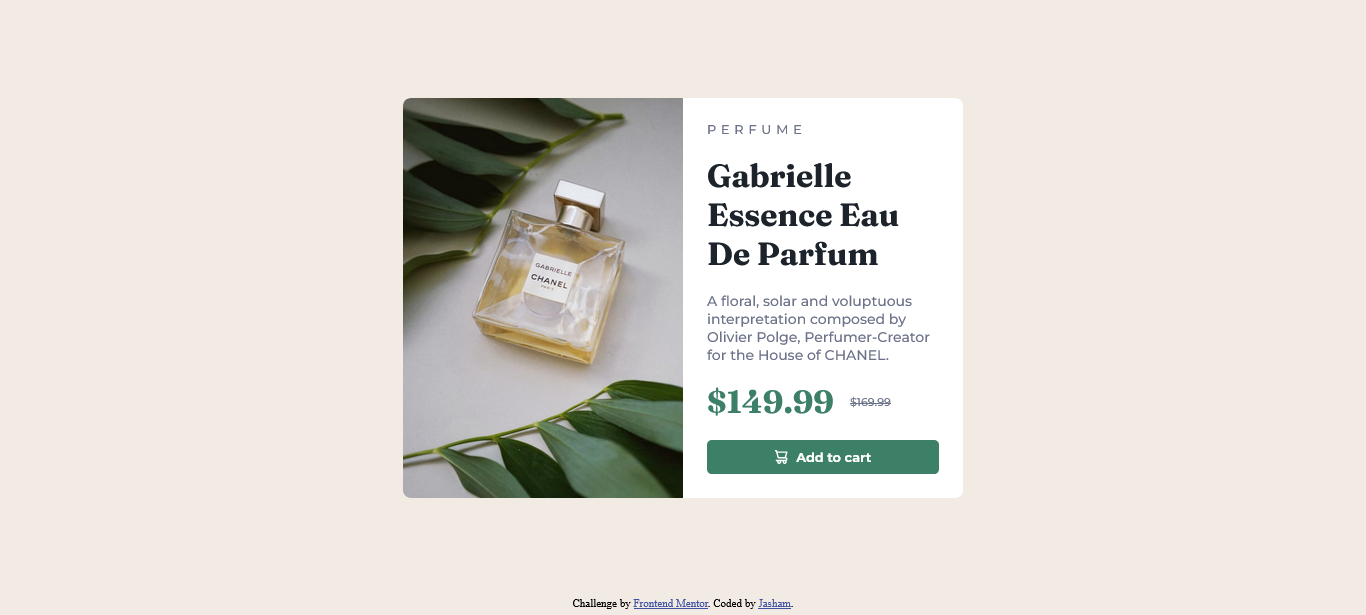 PERFUME
Gabrielle
Essence Eau
De Parfum
GABRIELLE
CHANEL
PARIS
A floral, solar and voluptuous
interpretation composed by
Olivier Polge, Perfumer-Creator
for the House of CHANEL.
$149.99 $169.99
Add to cart
Challenge by Frontend Mentor. Coded by Jasham.